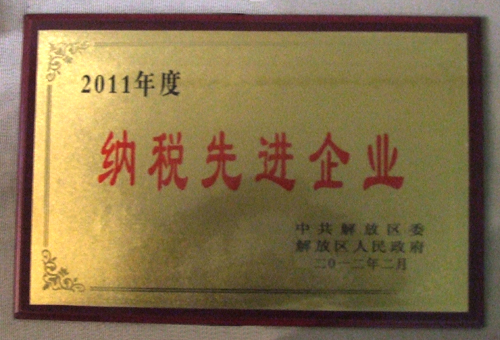 2011年度
纳税先进企业
中共解放区委
解放区人民政府
二〇一二年二月